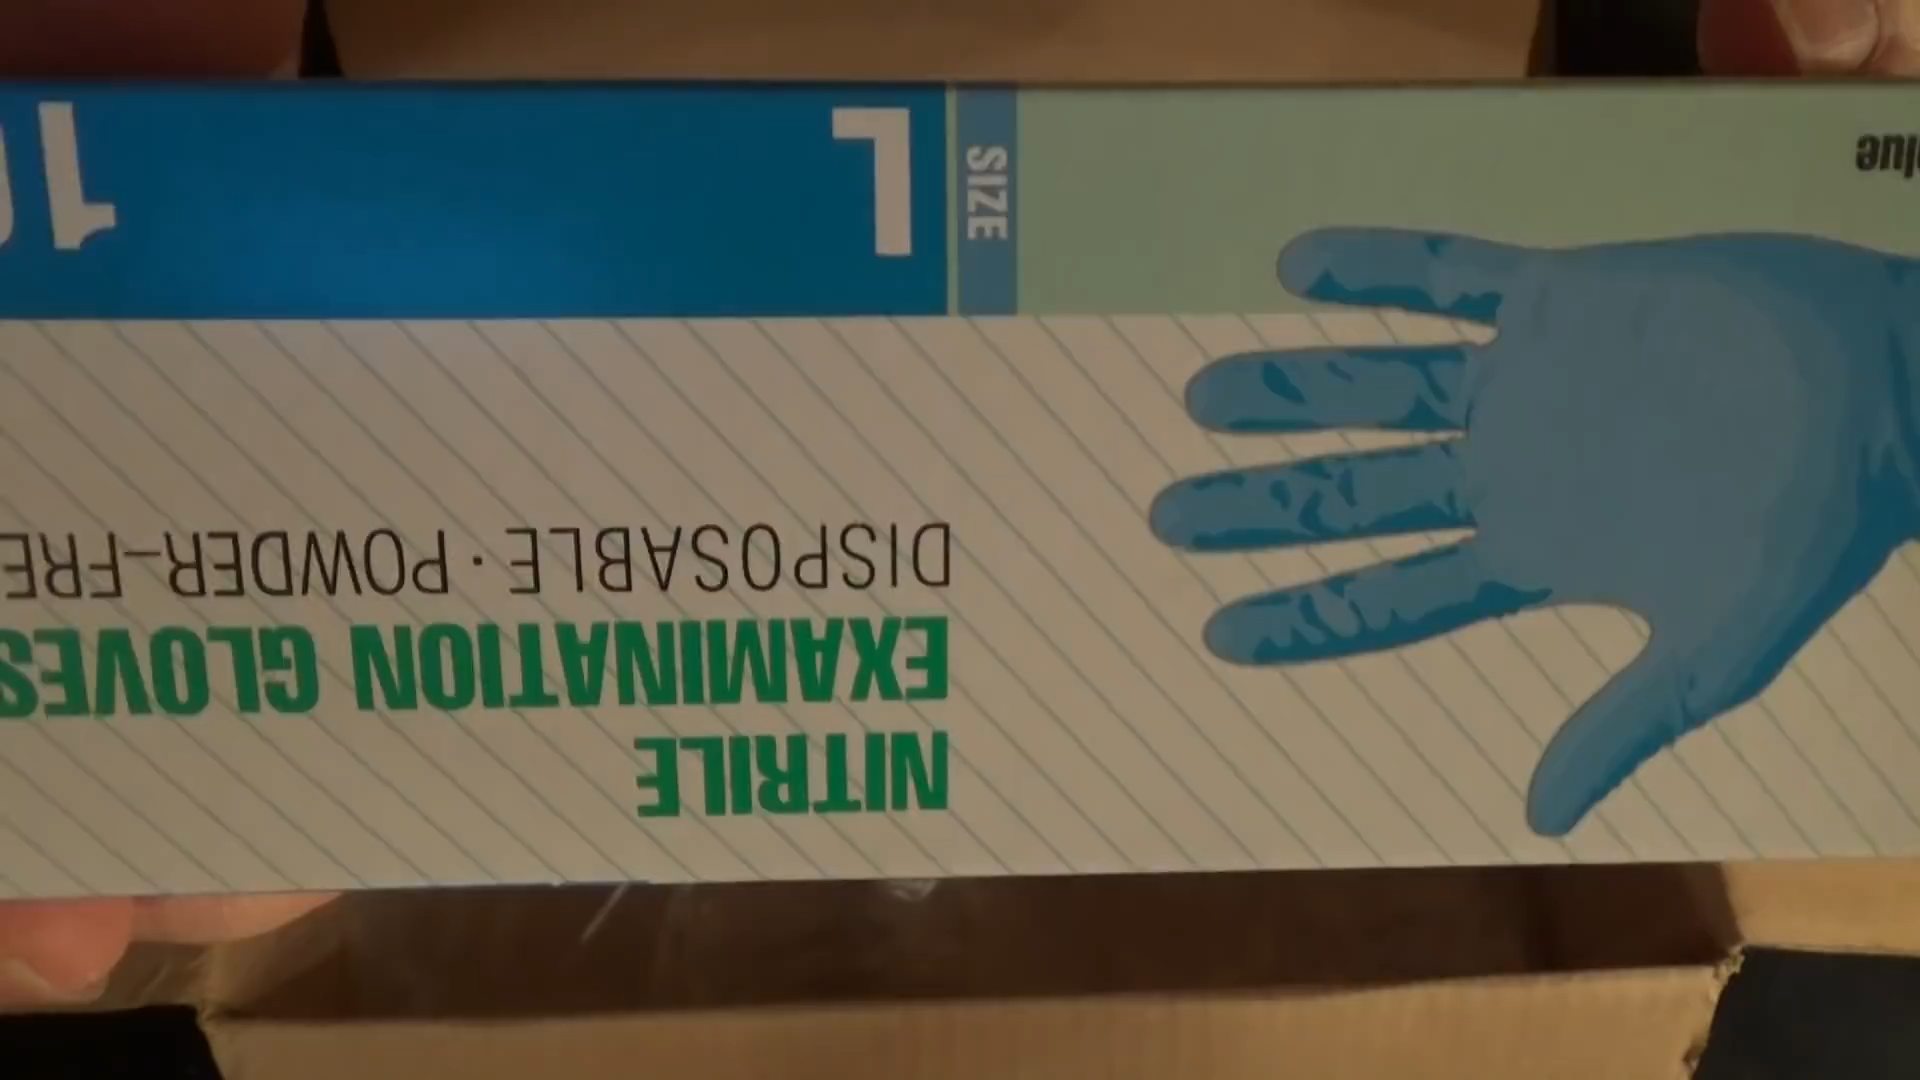 NITRILE
EXAMINATION GLOVES
DISPOSABLE · POWDER-FRE
SIZE
L